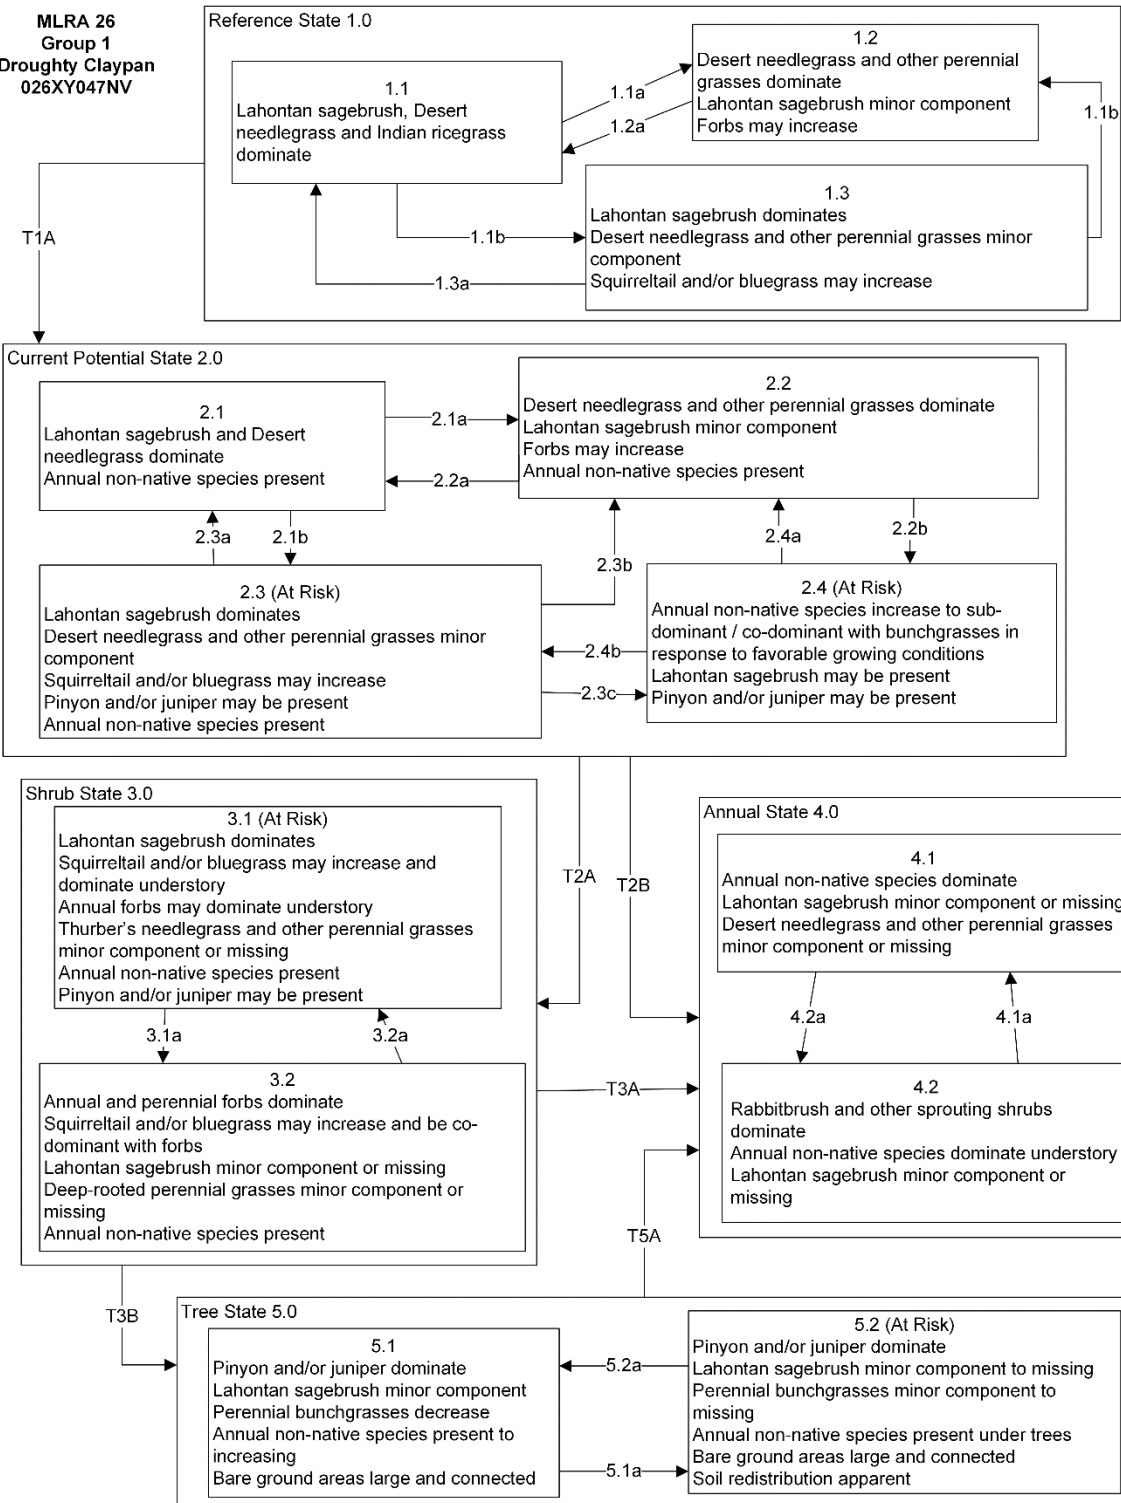 MLRA 26
Group 1
Droughty Claypan
026XY047NV
Reference State 1.0
1.1
Lahontan sagebrush, Desert
needlegrass and Indian ricegrass
dominate
1.1a
1.2a
1.2
Desert needlegrass and other perennial
grasses dominate
Lahontan sagebrush minor component
Forbs may increase
1.1b
1.1b
1.3a
1.3
Lahontan sagebrush dominates
Desert needlegrass and other perennial grasses minor
component
Squirreltail and/or bluegrass may increase
T1A
Current Potential State 2.0
2.1
Lahontan sagebrush and Desert
needlegrass dominate
Annual non-native species present
2.1a
2.2a
2.2
Desert needlegrass and other perennial grasses dominate
Lahontan sagebrush minor component
Forbs may increase
Annual non-native species present
2.3a
2.1b
2.3b
2.4a
2.2b
2.3 (At Risk)
Lahontan sagebrush dominates
Desert needlegrass and other perennial grasses minor
component
Squirreltail and/or bluegrass may increase
Pinyon and/or juniper may be present
Annual non-native species present
2.4b
2.3c
2.4 (At Risk)
Annual non-native species increase to sub-
dominant / co-dominant with bunchgrasses in
response to favorable growing conditions
Lahontan sagebrush may be present
Pinyon and/or juniper may be present
T2A
T2B
Shrub State 3.0
3.1 (At Risk)
Lahontan sagebrush dominates
Squirreltail and/or bluegrass may increase and
dominate understory
Annual forbs may dominate understory
Thurber's needlegrass and other perennial grasses
minor component or missing
Annual non-native species present
Pinyon and/or juniper may be present
3.1a
3.2a
3.2
Annual and perennial forbs dominate
Squirreltail and/or bluegrass may increase and be co-
dominant with forbs
Lahontan sagebrush minor component or missing
Deep-rooted perennial grasses minor component or
missing
Annual non-native species present
T3A
Annual State 4.0
4.1
Annual non-native species dominate
Lahontan sagebrush minor component or missing
Desert needlegrass and other perennial grasses
minor component or missing
4.2a
4.1a
4.2
Rabbitbrush and other sprouting shrubs
dominate
Annual non-native species dominate understory
Lahontan sagebrush minor component or
missing
T5A
T3B
Tree State 5.0
5.1
Pinyon and/or juniper dominate
Lahontan sagebrush minor component
Perennial bunchgrasses decrease
Annual non-native species present to
increasing
Bare ground areas large and connected
5.2a
5.1a
5.2 (At Risk)
Pinyon and/or juniper dominate
Lahontan sagebrush minor component to missing
Perennial bunchgrasses minor component to
missing
Annual non-native species present under trees
Bare ground areas large and connected
Soil redistribution apparent